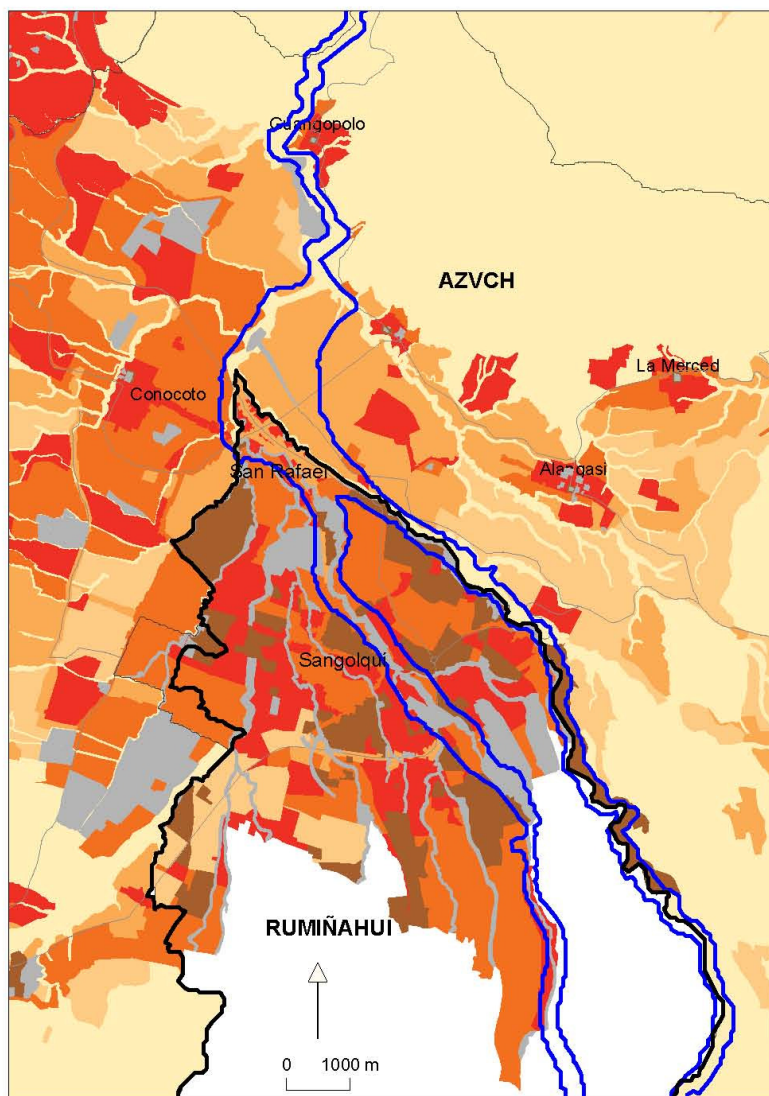 Guangopolo
AZVCH
La Merced
Conocoto
Alangasi
San Rafael
Sangolquí
RUMIÑAHUI
0 1000 m